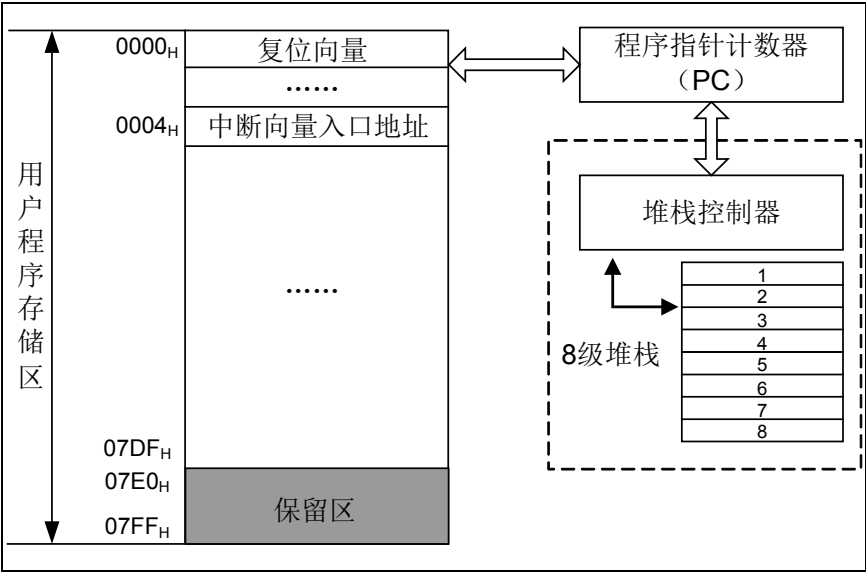 0000H
复位向量
……
0004H
中断向量入口地址
……
07DFH
07E0H
保留区
07FFH
用户程序存储区
程序指针计数器
（PC）
堆栈控制器
8级堆栈
1
2
3
4
5
6
7
8